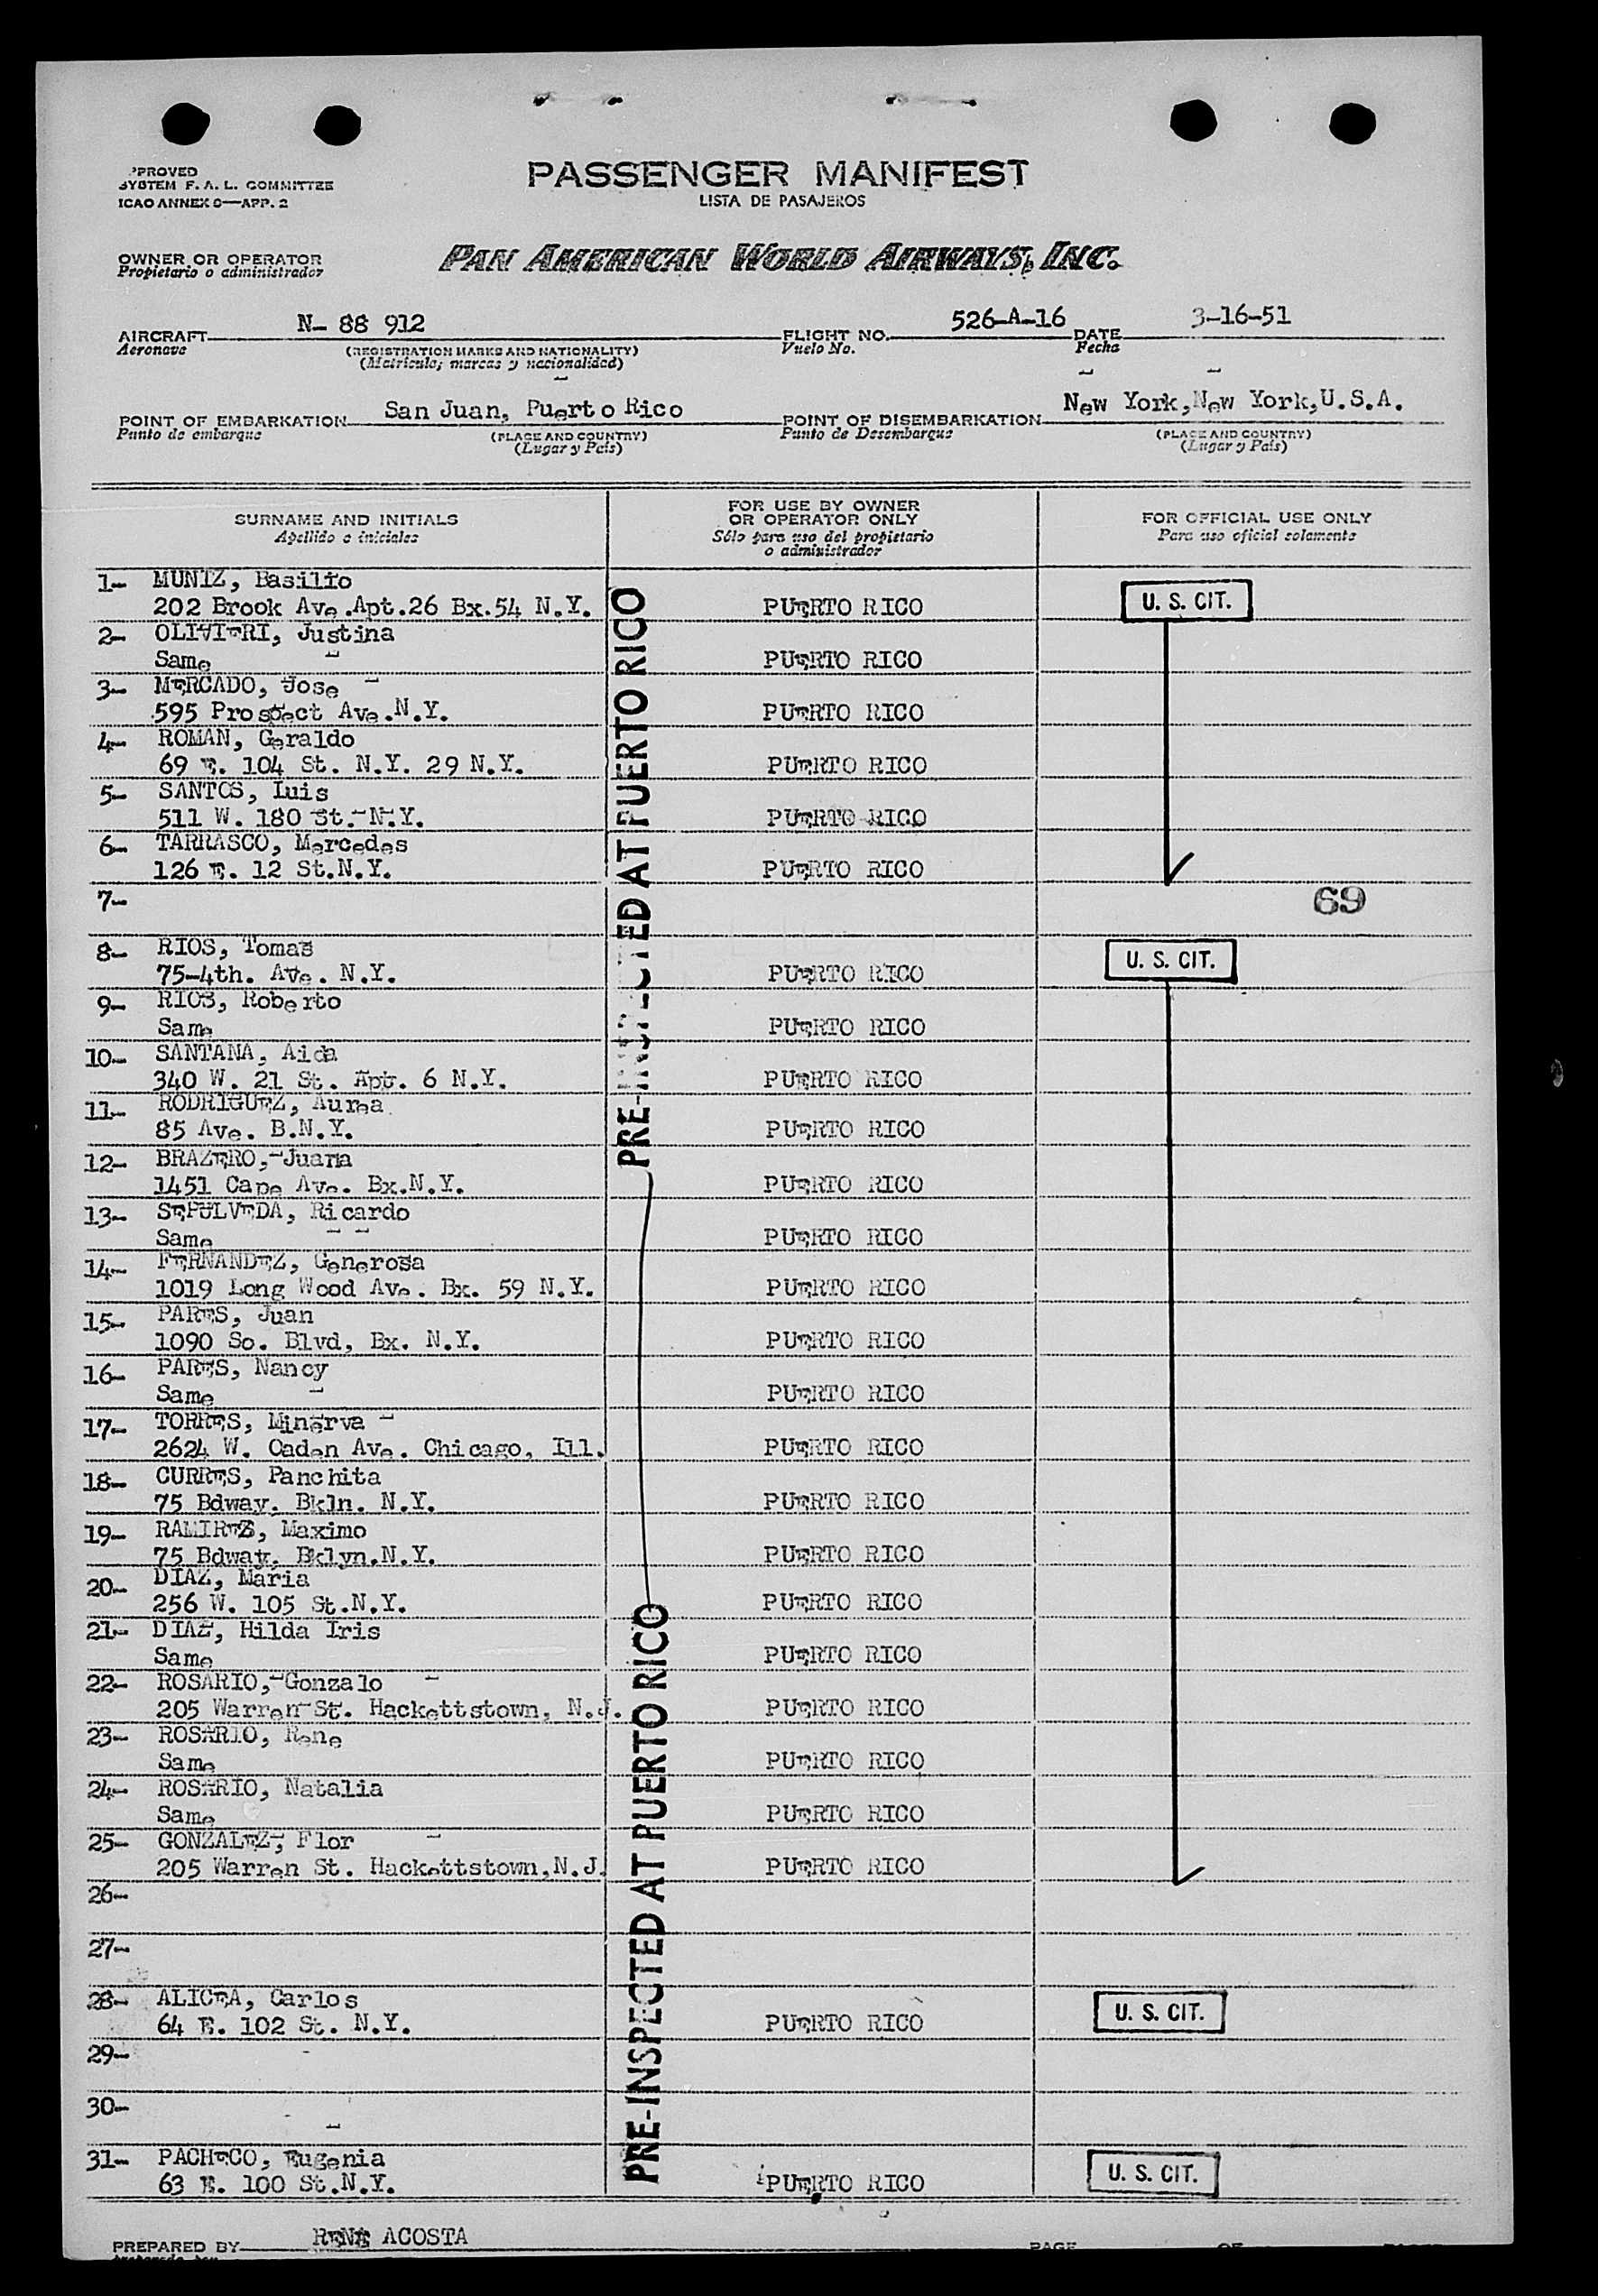 PPROVED
SYSTEM F. A. L. COMMITTEE
ICAO ANNEX 9—APP. 2
PASSENGER MANIFEST
LISTA DE PASAJEROS
OWNER OR OPERATOR
Propietario o administrador
PAN AMERICAN WORLD AIRWAYS, INC.
AIRCRAFT N- 88 912 FLIGHT NO. 526-A-16 DATE 3-16-51
Aeronave (REGISTRATION MARKS AND NATIONALITY) Vuelo No. Fecha
(Matricula; marcas y nacionalidad)
POINT OF EMBARKATION San Juan, Puerto Rico POINT OF DISEMBARKATION New York,New York,U.S.A.
Punto de embarque (PLACE AND COUNTRY) Punto de Desembarque (PLACE AND COUNTRY)
(Lugar y País) (Lugar y País)
SURNAME AND INITIALS
Apellido e iniciales
FOR USE BY OWNER
OR OPERATOR ONLY
Sólo para uso del propietario
o administrador
FOR OFFICIAL USE ONLY
Para uso oficial solamente
1- MUNIZ, Basilio
202 Brook Ave.Apt.26 Bx.54 N.Y. PUERTO RICO U. S. CIT.
2- OLIVIERI, Justina
Same PUERTO RICO
3- MERCADO, Jose
595 Prospect Ave.N.Y. PUERTO RICO
4- ROMAN, Geraldo
69 E. 104 St. N.Y. 29 N.Y. PUERTO RICO
5- SANTOS, Luis
511 W. 180 St. N.Y. PUERTO RICO
6- TARRASCO, Mercedes
126 E. 12 St.N.Y. PUERTO RICO
7- 69
8- RIOS, Tomas
75-4th. Ave. N.Y. PUERTO RICO U. S. CIT.
9- RIOS, Roberto
Same PUERTO RICO
10- SANTANA, Aida
340 W. 21 St. Apt. 6 N.Y. PUERTO RICO
11- RODRIGUEZ, Aurea
85 Ave. B.N.Y. PUERTO RICO
PRE-INSPECTED AT PUERTO RICO
12- BRAZERO, Juana
1451 Cape Ave. Bx.N.Y. PUERTO RICO
13- SEPULVEDA, Ricardo
Same PUERTO RICO
14- FERNANDEZ, Generosa
1019 Long Wood Ave. Bx. 59 N.Y. PUERTO RICO
15- PARES, Juan
1090 So. Blvd, Bx. N.Y. PUERTO RICO
16- PARES, Nancy
Same PUERTO RICO
17- TORRES, Minerva
2624 W. Caden Ave. Chicago, Ill. PUERTO RICO
18- CURRES, Panchita
75 Bdway. Bkln. N.Y. PUERTO RICO
19- RAMIREZ, Maximo
75 Bdway. Bklyn.N.Y. PUERTO RICO
20- DIAZ, Maria
256 W. 105 St.N.Y. PUERTO RICO
21- DIAZ, Hilda Iris
Same PUERTO RICO
22- ROSARIO, Gonzalo
205 Warren St. Hackettstown, N.J. PUERTO RICO
23- ROSARIO, Rene
Same PUERTO RICO
24- ROSARIO, Natalia
Same PUERTO RICO
25- GONZALEZ, Flor
205 Warren St. Hackettstown,N.J. PUERTO RICO
26-
27-
28- ALICEA, Carlos
64 E. 102 St. N.Y. PUERTO RICO U. S. CIT.
29-
30-
31- PACHECO, Eugenia
63 E. 100 St.N.Y. PUERTO RICO U. S. CIT.
PRE-INSPECTED AT PUERTO RICO
PREPARED BY RENE ACOSTA PAGE OF